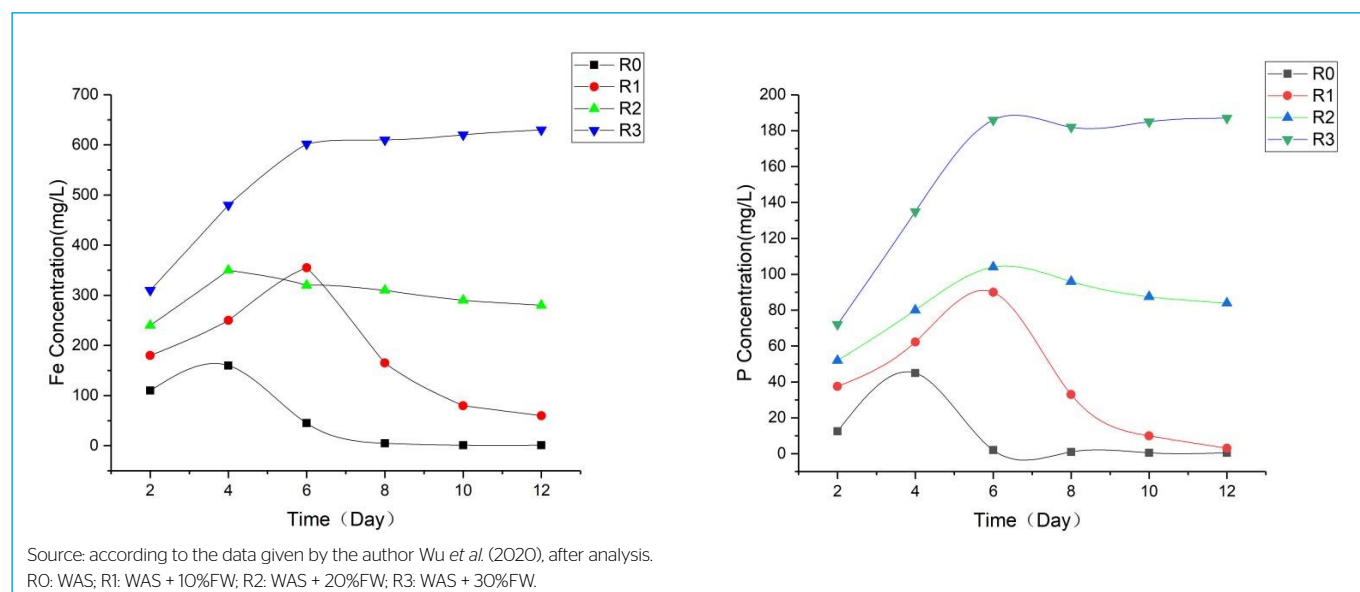 R0
R1
R2
R3
700
600
500
400
300
200
100
0
Fe Concentration(mg/L)
2 4 6 8 10 12
Time（Day）
R0
R1
R2
R3
200
180
160
140
120
100
80
60
40
20
0
P Concentration(mg/L)
2 4 6 8 10 12
Time（Day）
Source: according to the data given by the author Wu et al. (2020), after analysis.
R0: WAS; R1: WAS + 10%FW; R2: WAS + 20%FW; R3: WAS + 30%FW.